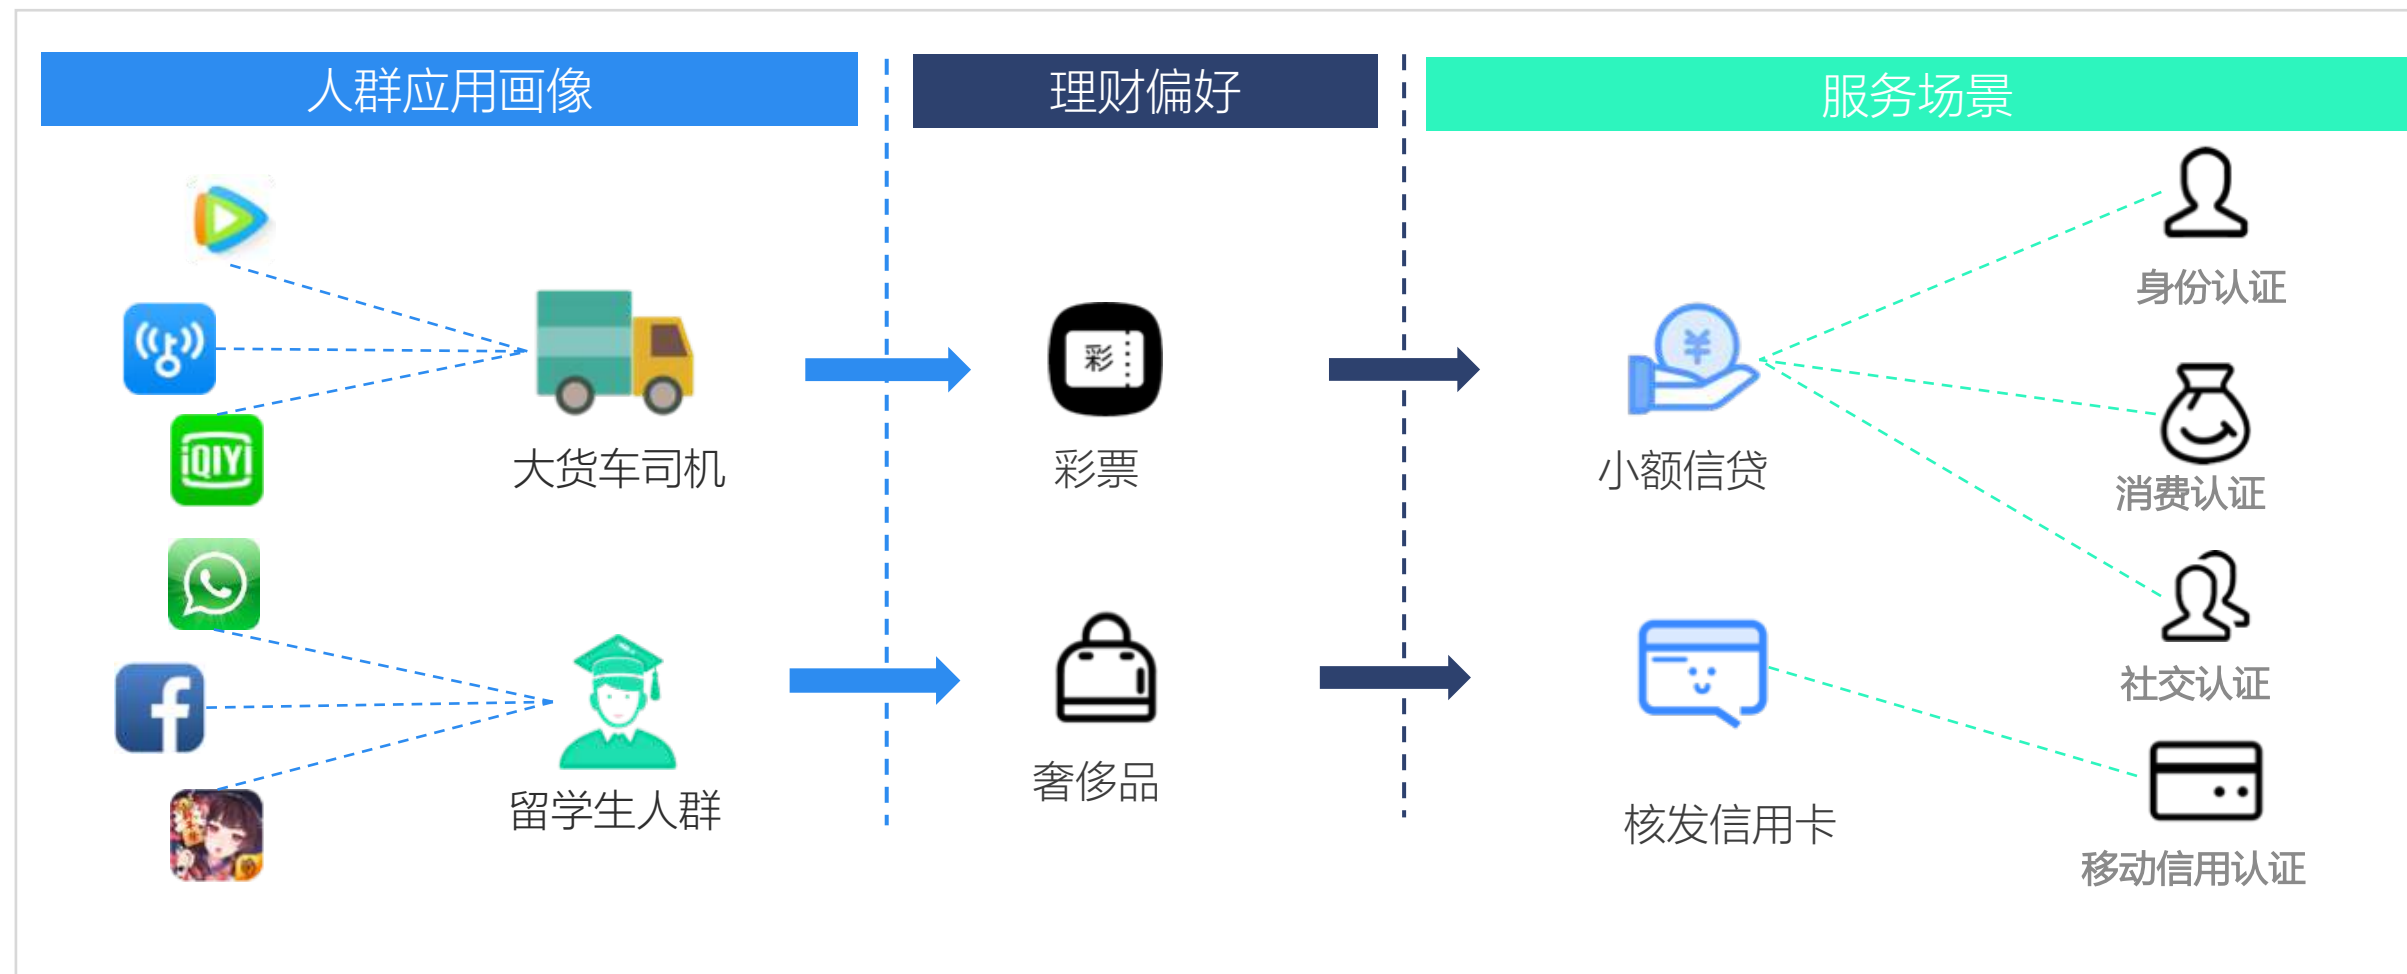 人群应用画像
理财偏好
服务场景
iQIYI
大货车司机
彩
彩票
¥
小额信贷
身份认证
消费认证
社交认证
f
留学生人群
奢侈品
核发信用卡
移动信用认证